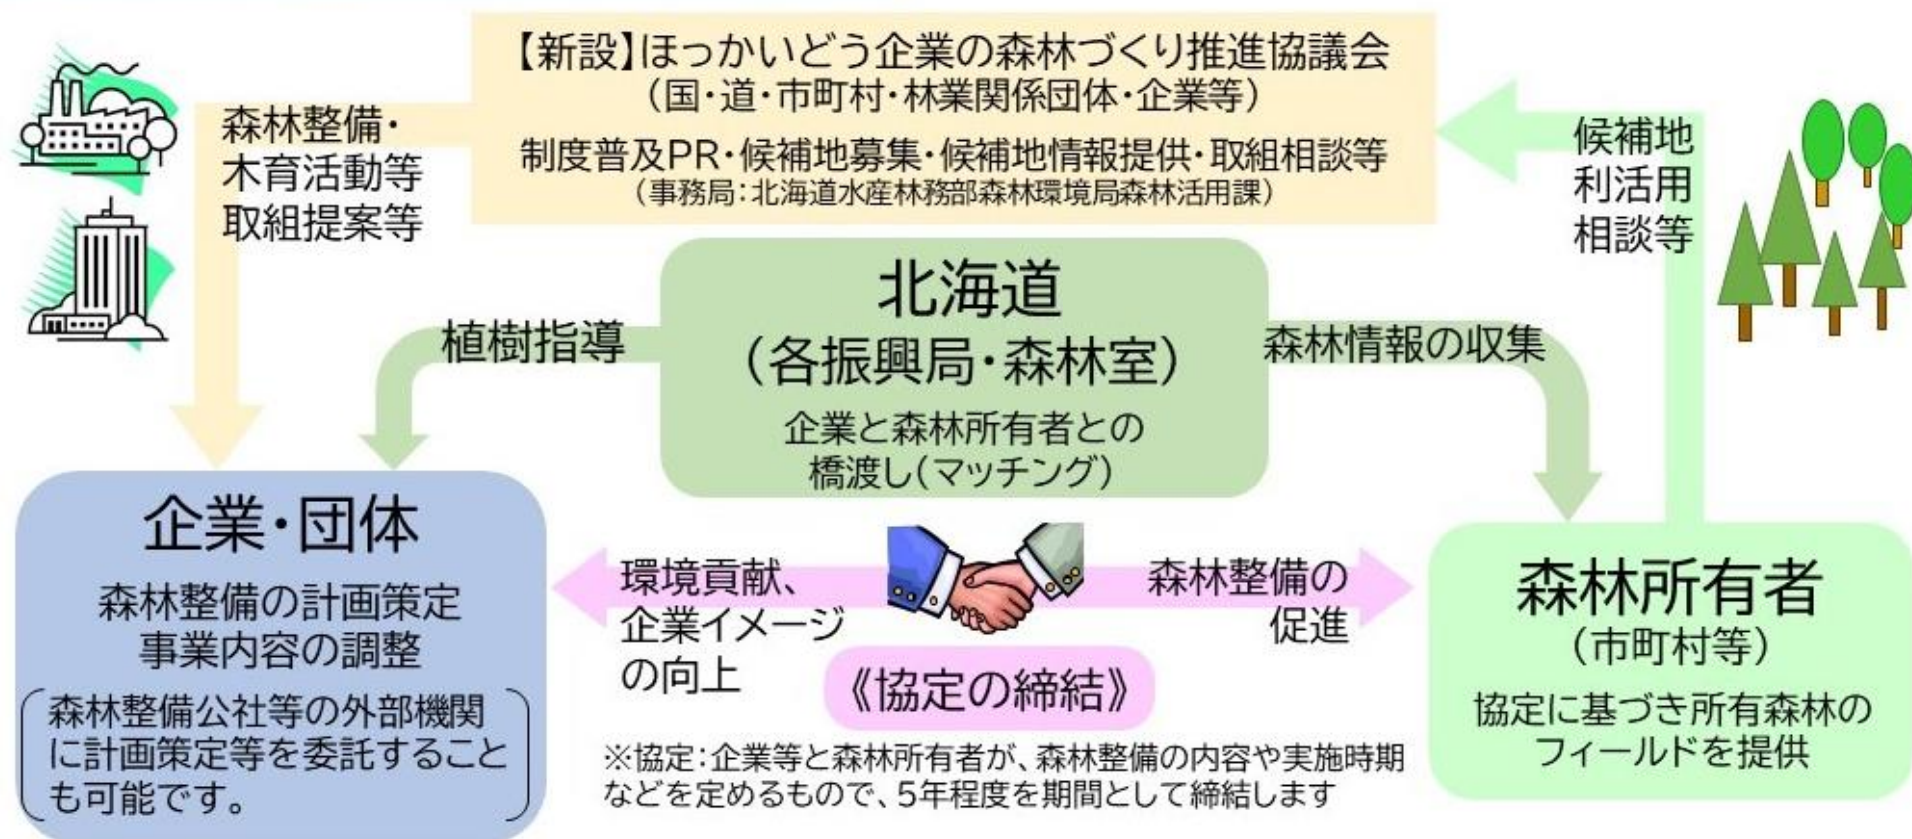 【新設】ほっかいどう企業の森林づくり推進協議会
(国・道・市町村・林業関係団体・企業等)
制度普及PR・候補地募集・候補地情報提供・取組相談等
(事務局:北海道水産林務部森林環境局森林活用課)
森林整備・
木育活動等
取組提案等
候補地
利活用
相談等
北海道
(各振興局・森林室)
企業と森林所有者との
橋渡し(マッチング)
植樹指導
森林情報の収集
企業・団体
森林整備の計画策定
事業内容の調整
森林整備公社等の外部機関
に計画策定等を委託すること
も可能です。
環境貢献、
企業イメージ
の向上
森林整備の
促進
《協定の締結》
※協定:企業等と森林所有者が、森林整備の内容や実施時期
などを定めるもので、5年程度を期間として締結します
森林所有者
(市町村等)
協定に基づき所有森林の
フィールドを提供